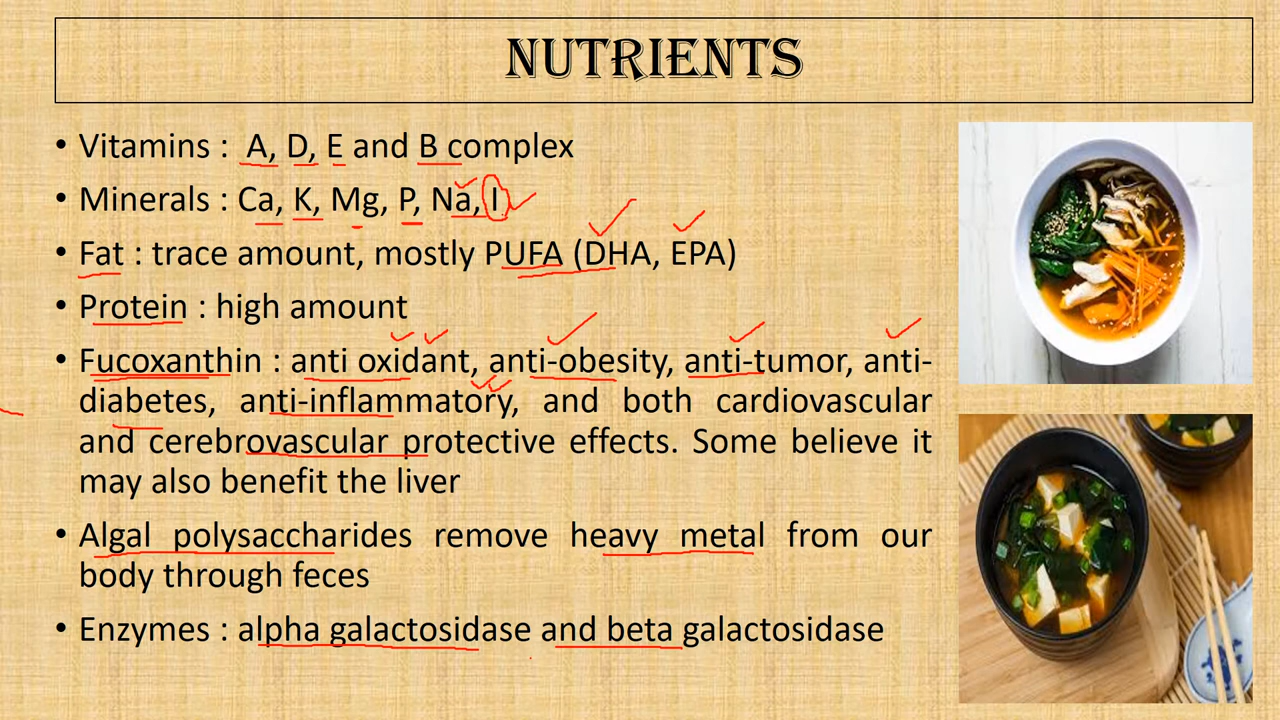 NUTRIENTS
• Vitamins : A, D, E and B complex
• Minerals : Ca, K, Mg, P, Na, I
• Fat : trace amount, mostly PUFA (DHA, EPA)
• Protein : high amount
• Fucoxanthin : anti oxidant, anti-obesity, anti-tumor, anti-
diabetes, anti-inflammatory, and both cardiovascular
and cerebrovascular protective effects. Some believe it
may also benefit the liver
• Algal polysaccharides remove heavy metal from our
body through feces
• Enzymes : alpha galactosidase and beta galactosidase